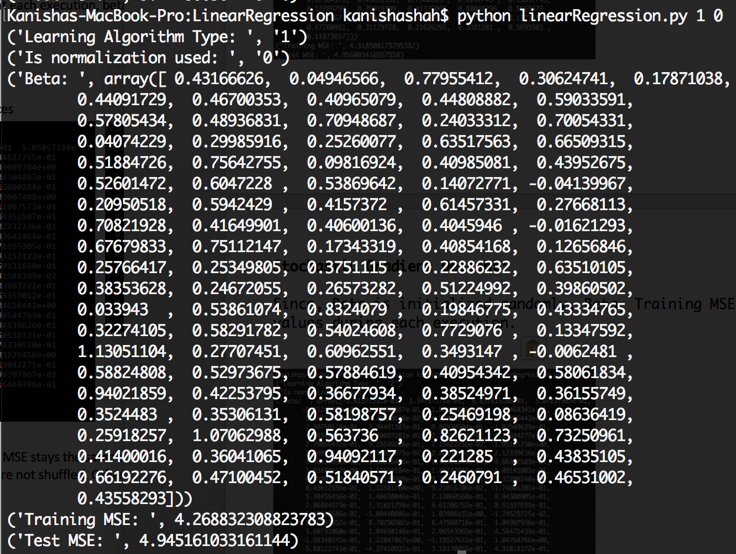 Kanishas-MacBook-Pro:LinearRegression kanishashah$ python linearRegression.py 1 0
('Learning Algorithm Type: ', '1')
('Is normalization used: ', '0')
('Beta: ', array([ 0.43166626, 0.04946566, 0.77955412, 0.30624741, 0.17871038,
0.44091729, 0.46700353, 0.40965079, 0.44808882, 0.59033591,
0.57805434, 0.48936831, 0.70948687, 0.24033312, 0.70054331,
0.04074229, 0.29985916, 0.25260077, 0.63517563, 0.66509315,
0.51884726, 0.75642755, 0.09816924, 0.40985081, 0.43952675,
0.52601472, 0.6047228 , 0.53869642, 0.14072771, -0.04139967,
0.20950518, 0.5942429 , 0.4157372 , 0.61457331, 0.27668113,
0.70821928, 0.41649901, 0.40600136, 0.4045946 , -0.01621293,
0.67679833, 0.75112147, 0.17343319, 0.40854168, 0.12656846,
0.25766417, 0.25349805, 0.37511115, 0.22886232, 0.63510105,
0.38353628, 0.24672055, 0.26573282, 0.51224992, 0.39860502,
0.53861074, 0.19846775, 0.43334765,
0.32274105, 0.58291782, 0.54024608, 0.7729076 , 0.13347592,
1.13051104, 0.27707451, 0.60962551, 0.3493147 , -0.0062481 ,
0.58824808, 0.52973675, 0.57884619, 0.40954342, 0.58061834,
0.94021859, 0.42253795, 0.36677934, 0.38524971, 0.36155749,
0.3524483 , 0.35306131, 0.58198757, 0.25469198, 0.08636419,
0.25918257, 1.07062988, 0.82621123, 0.73250961,
0.41400016, 0.36041065, 0.94092117, 0.221285 , 0.43835105,
0.66192276, 0.47100452, 0.51840571, 0.2460791 , 0.46531002,
0.43558293]))
('Training MSE: ', 4.268832308823783)
('Test MSE: ', 4.945161033161144)